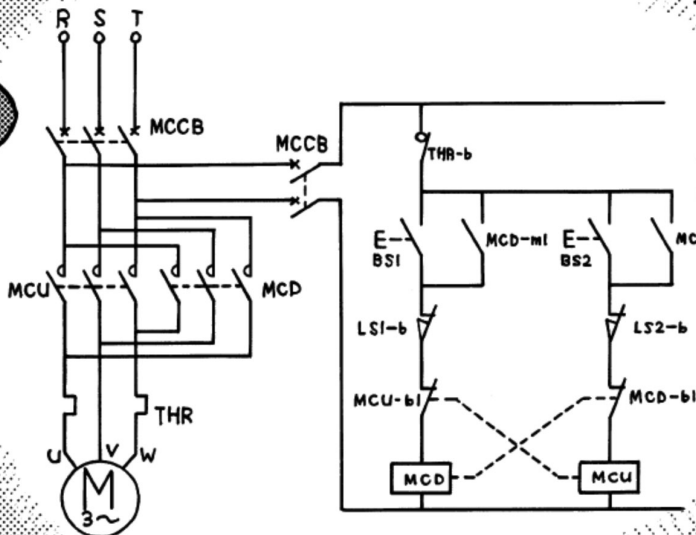 R S T
MCCB
MCCB
THR-b
E
BS1
MCD-m1
E
BS2
MC
MCU
MCD
LS1-b
LS2-b
MCU-b1
MCD-b1
THR
U V W
M
3~
MCD
MCU